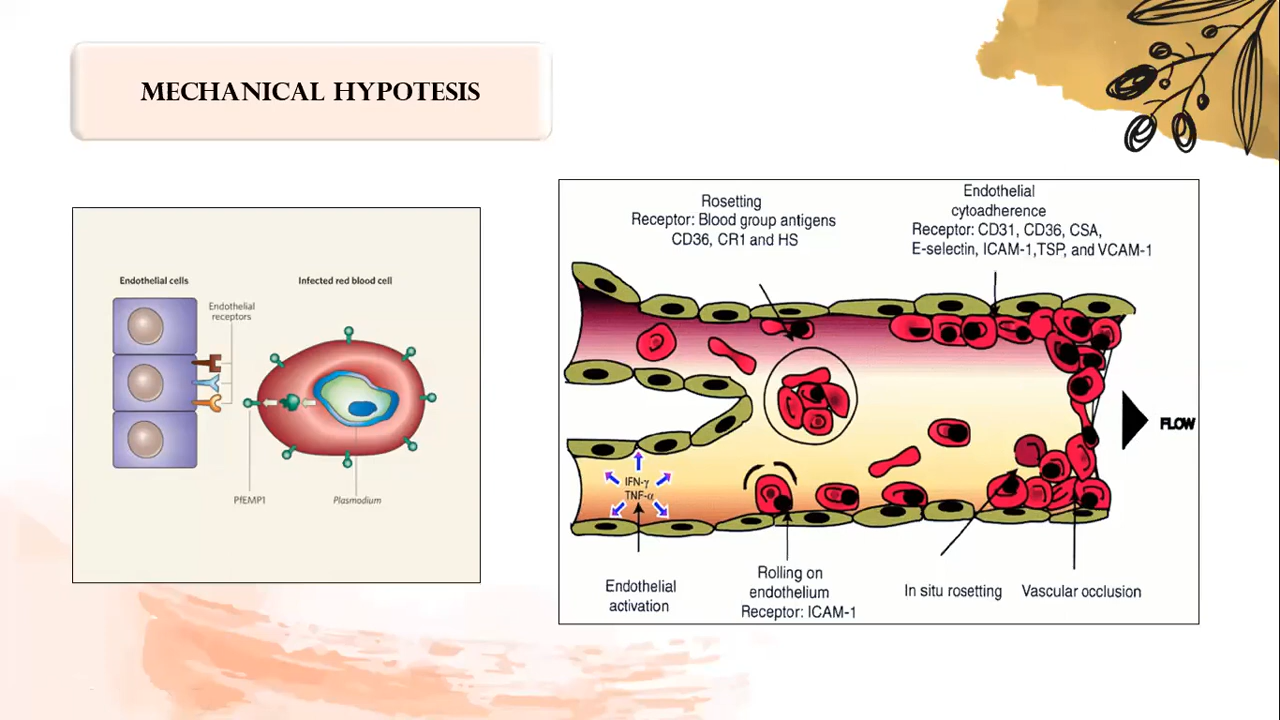 MECHANICAL HYPOTESIS
Endothelial cells
Infected red blood cell
Endothelial
receptors
PfEMP1
Plasmodium
Rosetting
Receptor: Blood group antigens
CD36, CR1 and HS
Endothelial
cytoadherence
Receptor: CD31, CD36, CSA,
E-selectin, ICAM-1,TSP, and VCAM-1
FLOW
IFN-γ
TNF-α
Endothelial
activation
Rolling on
endothelium
Receptor: ICAM-1
In situ rosetting
Vascular occlusion